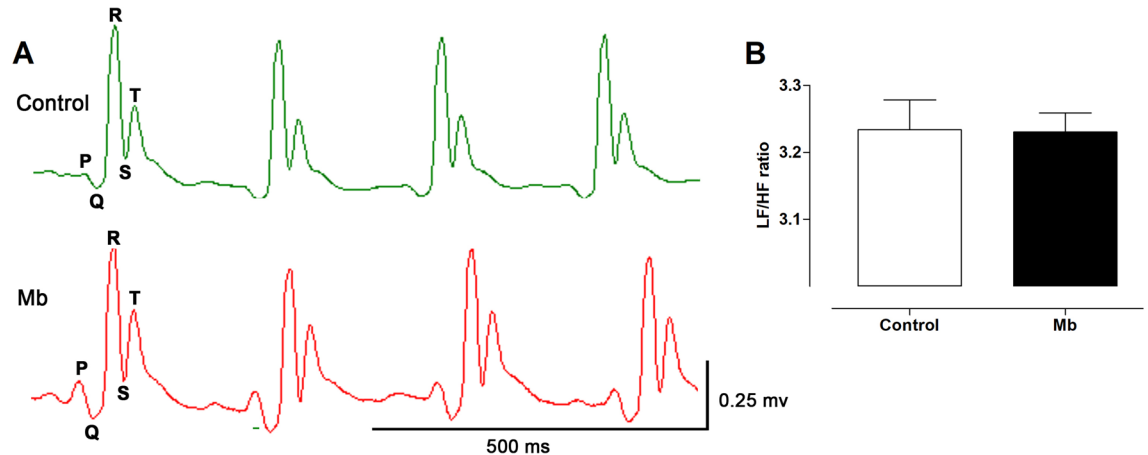 A
Control
P
Q
R
S
T
Mb
P
Q
R
S
T
0.25 mv
500 ms
B
LF/HF ratio
3.3
3.2
3.1
Control
Mb